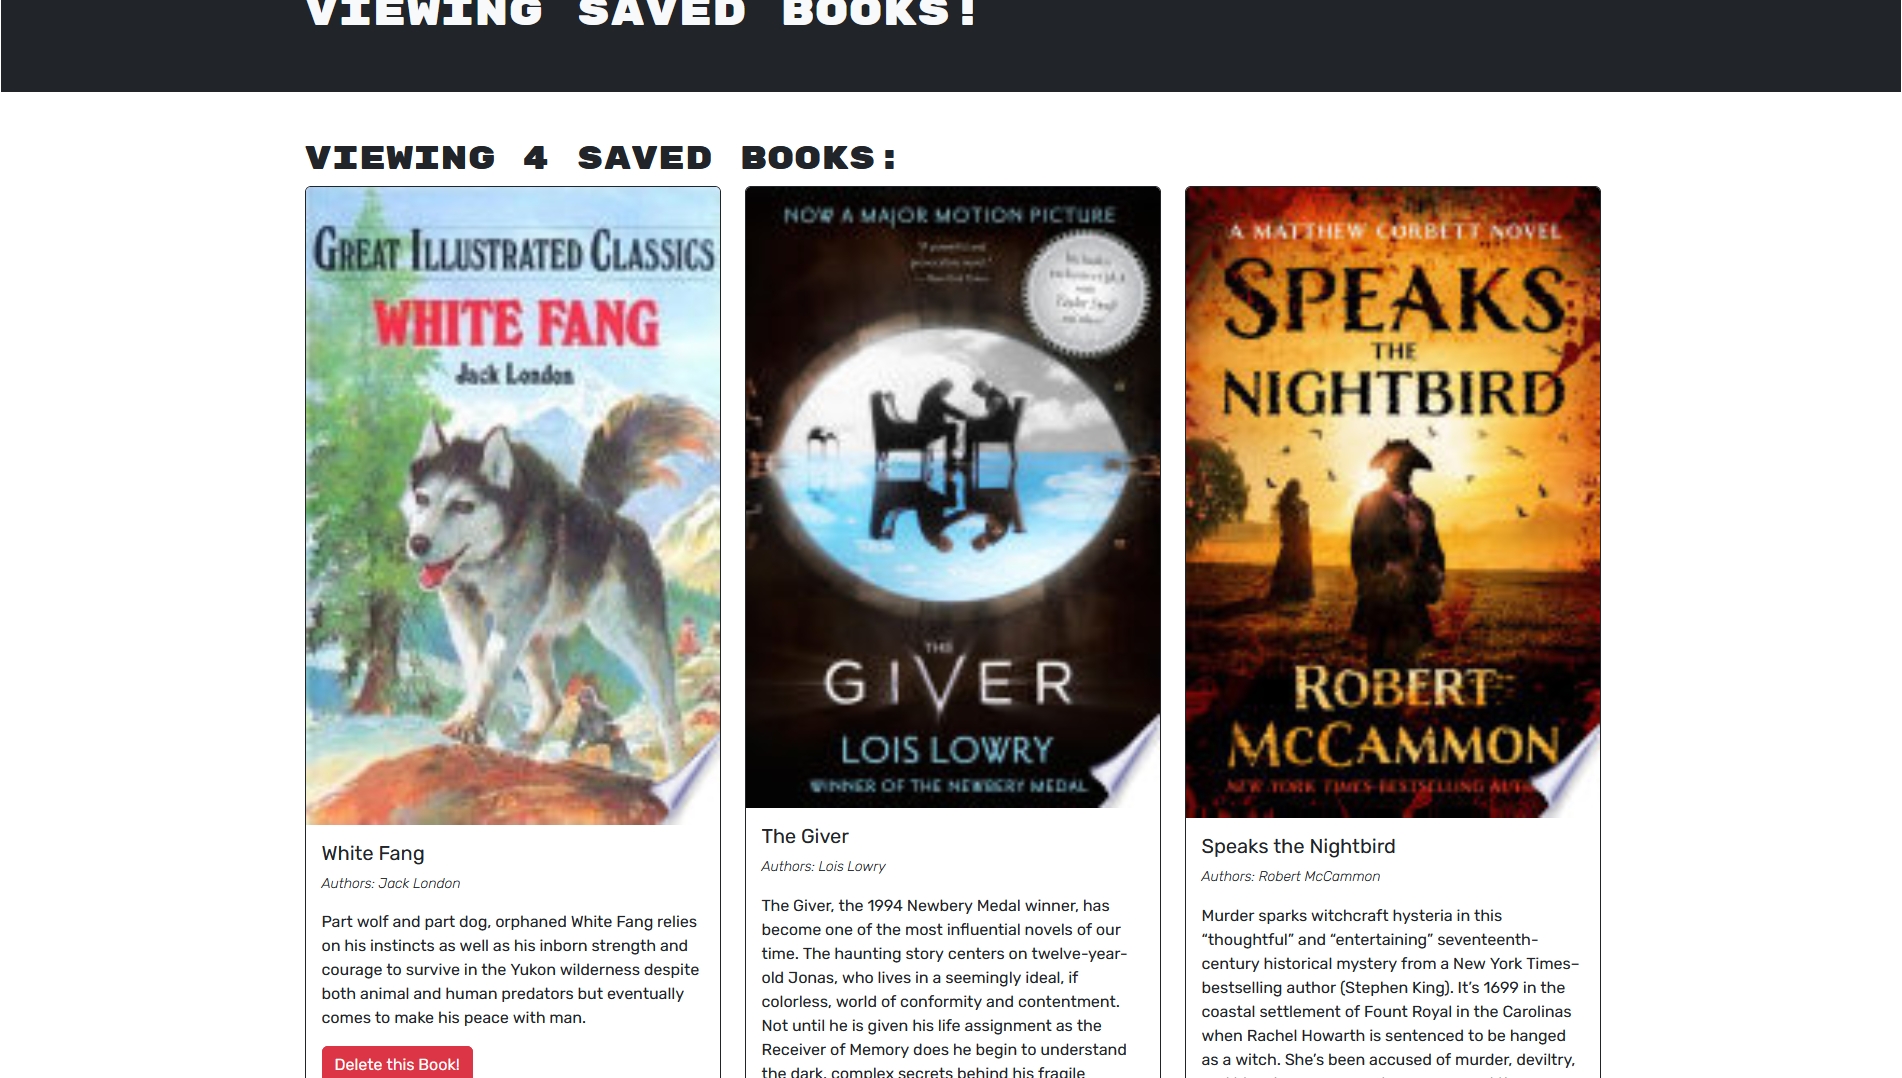 VIEWING SAVED BOOKS!
VIEWING 4 SAVED BOOKS:
GREAT ILLUSTRATED CLASSICS
WHITE FANG
Jack London
White Fang
Authors: Jack London
Part wolf and part dog, orphaned White Fang relies
on his instincts as well as his inborn strength and
courage to survive in the Yukon wilderness despite
both animal and human predators but eventually
comes to make his peace with man.
Delete this Book!
NOW A MAJOR MOTION PICTURE
THE
GIVER
LOIS LOWRY
WINNER OF THE NEWBERY MEDAL
The Giver
Authors: Lois Lowry
The Giver, the 1994 Newbery Medal winner, has
become one of the most influential novels of our
time. The haunting story centers on twelve-year-
old Jonas, who lives in a seemingly ideal, if
colorless, world of conformity and contentment.
Not until he is given his life assignment as the
Receiver of Memory does he begin to understand
the dark, complex secrets behind his fragile
A MATTHEW CORBETT NOVEL
SPEAKS
THE
NIGHTBIRD
ROBERT
MCCAMMON
NEW YORK TIMES-BESTSELLING
Speaks the Nightbird
Authors: Robert McCammon
Murder sparks witchcraft hysteria in this
“thoughtful” and “entertaining” seventeenth-
century historical mystery from a New York Times–
bestselling author (Stephen King). It’s 1699 in the
coastal settlement of Fount Royal in the Carolinas
when Rachel Howarth is sentenced to be hanged
as a witch. She’s been accused of murder, deviltry,